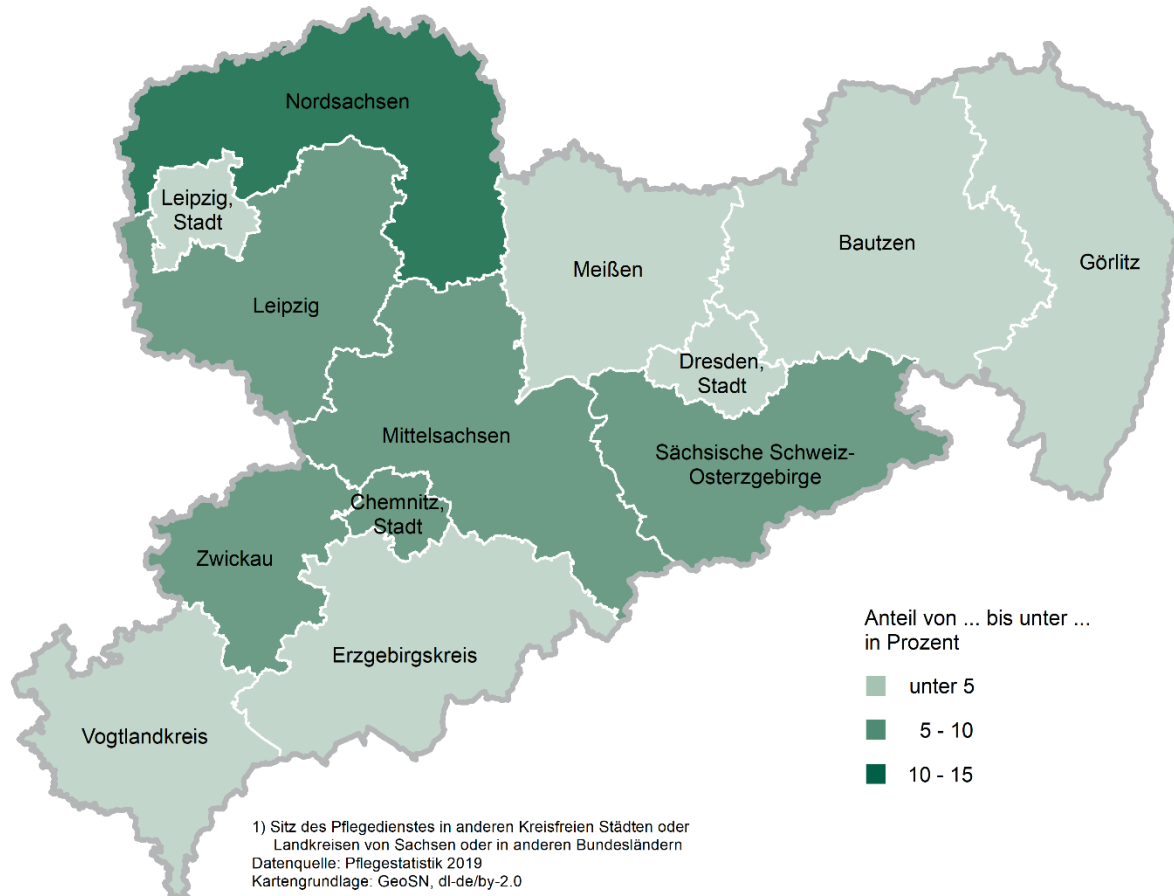 Nordsachsen
Leipzig,
Stadt
Leipzig
Meißen
Bautzen
Görlitz
Dresden,
Stadt
Mittelsachsen
Sächsische Schweiz-
Osterzgebirge
Chemnitz,
Stadt
Zwickau
Erzgebirgskreis
Vogtlandkreis
Anteil von ... bis unter ...
in Prozent
unter 5
5 - 10
10 - 15
1) Sitz des Pflegedienstes in anderen Kreisfreien Städten oder
Landkreisen von Sachsen oder in anderen Bundesländern
Datenquelle: Pflegestatistik 2019
Kartengrundlage: GeoSN, dl-de/by-2.0